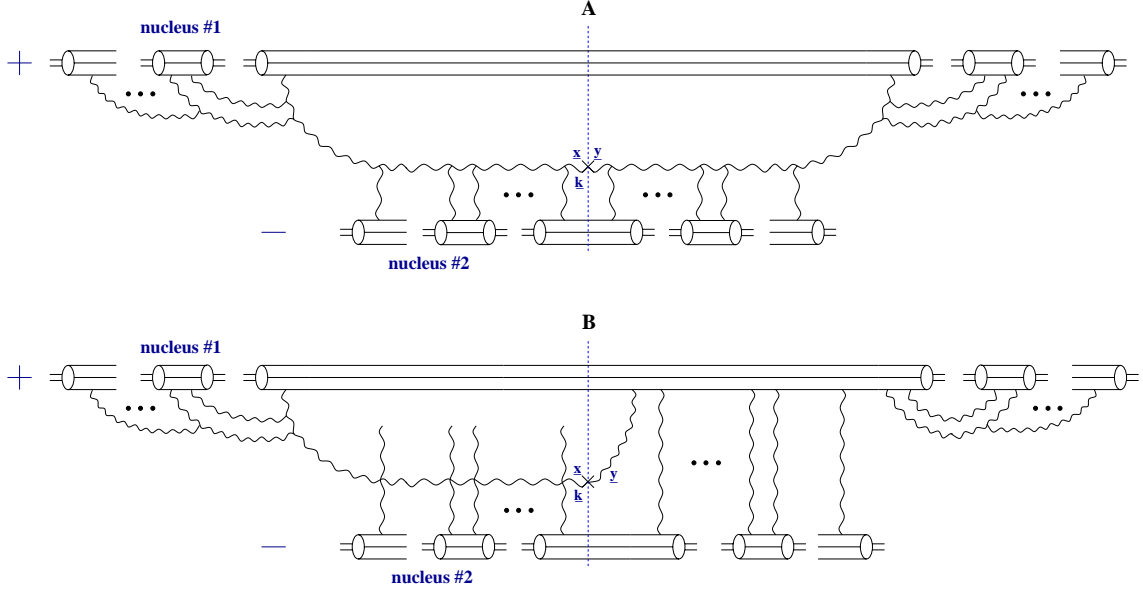 A
nucleus #1
+
x y
k
• • • • • •
−
nucleus #2
B
nucleus #1
+
x y
k
−
nucleus #2